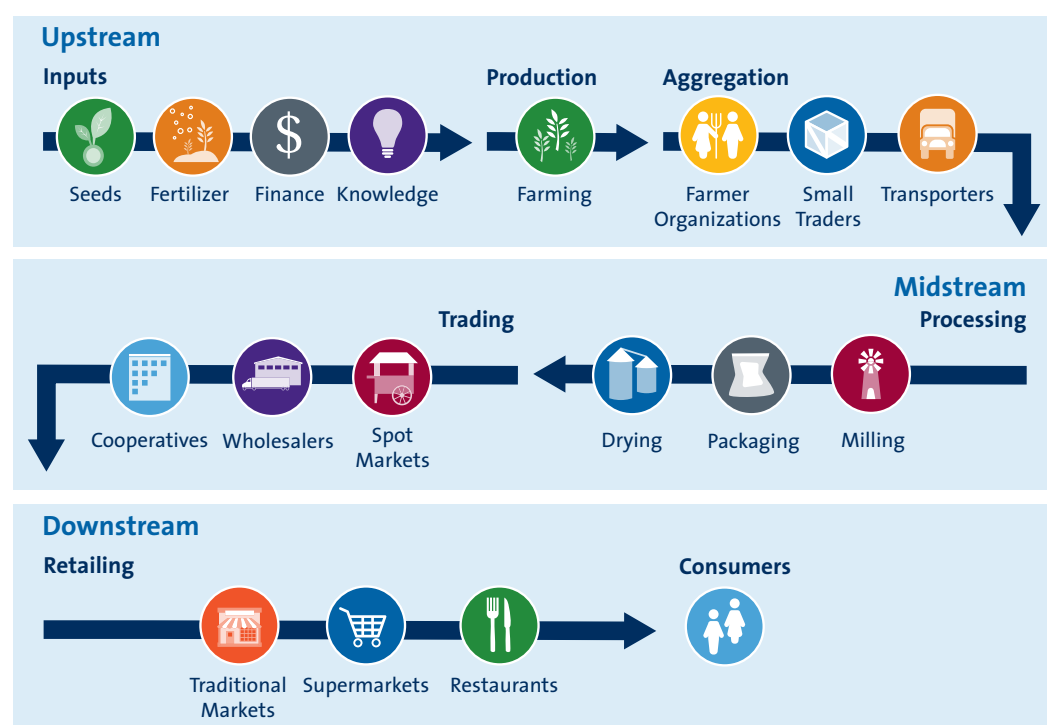 Upstream
Inputs
Production
Aggregation
$
Seeds
Fertilizer
Finance
Knowledge
Farming
Farmer
Organizations
Small
Traders
Transporters
Midstream
Processing
Trading
Cooperatives
Wholesalers
Spot
Markets
Drying
Packaging
Milling
Downstream
Retailing
Consumers
Traditional
Markets
Supermarkets
Restaurants